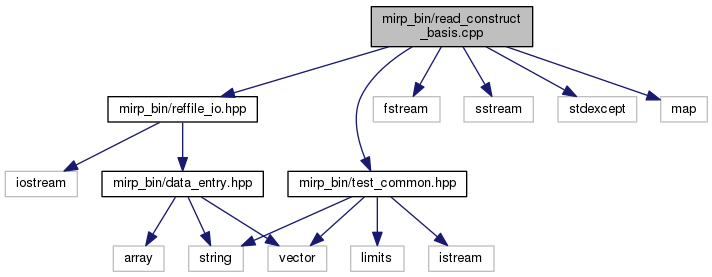 mirp_bin/read_construct
_basis.cpp
mirp_bin/reffile_io.hpp
fstream
sstream
stdexcept
map
iostream
mirp_bin/data_entry.hpp
mirp_bin/test_common.hpp
array
string
vector
limits
istream